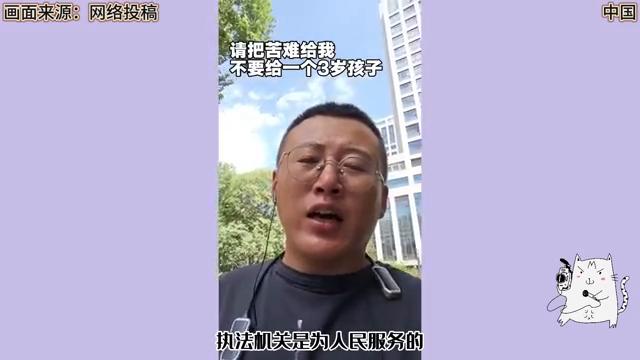 画面来源：网络投稿
中国
请把苦难给我
不要给一个3岁孩子
执法机关是为人民服务的